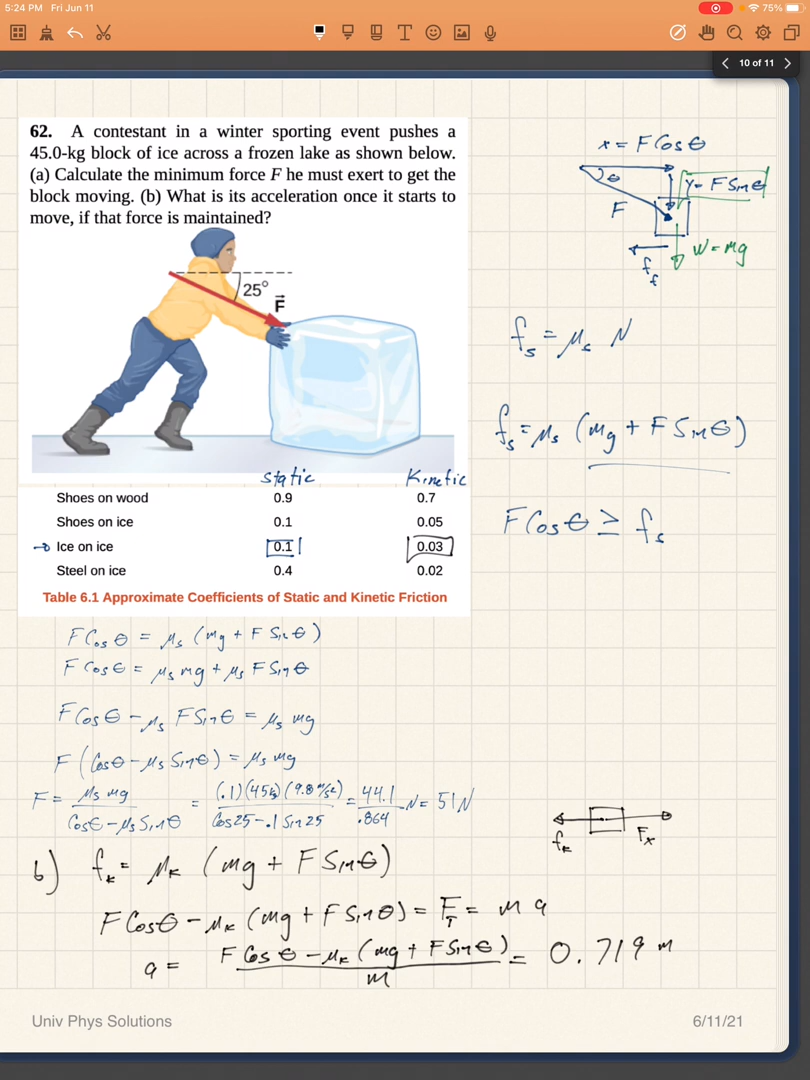 5:24 PM Fri Jun 11
75%
10 of 11
62. A contestant in a winter sporting event pushes a
45.0-kg block of ice across a frozen lake as shown below.
(a) Calculate the minimum force F he must exert to get the
block moving. (b) What is its acceleration once it starts to
move, if that force is maintained?
25°
F⃗
x = F Cos θ
θ
y = F Sin θ
F
W = mg
f_f
f_s = μ_s N
f_s = μ_s (mg + F Sin θ)
F Cos θ ≥ f_s
static Kinetic
Shoes on wood 0.9 0.7
Shoes on ice 0.1 0.05
→ Ice on ice 0.1 0.03
Steel on ice 0.4 0.02
Table 6.1 Approximate Coefficients of Static and Kinetic Friction
F Cos θ = μ_s (mg + F Sin θ)
F Cos θ = μ_s mg + μ_s F Sin θ
F Cos θ - μ_s F Sin θ = μ_s mg
F (Cos θ - μ_s Sin θ) = μ_s mg
F = μ_s mg / (Cos θ - μ_s Sin θ) = (.1)(45kg)(9.8 m/s²) / (Cos 25 - .1 Sin 25) = 44.1 / .864 N = 51 N
f_k F_x
b) f_k = μ_k (mg + F Sin θ)
F Cos θ - μ_k (mg + F Sin θ) = F_T = m a
a = (F Cos θ - μ_k (mg + F Sin θ)) / m = 0.719 m
Univ Phys Solutions
6/11/21